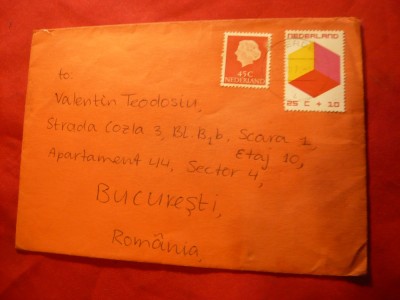 45C
NEDERLAND
NEDERLAND
25 C + 10
to
Valentin Teodosiu,
Strada Cozla 3, Bl. B1b, Scara 1,
Etaj 10,
Apartament 44, Sector 4,
BUCUREȘTI,
România,